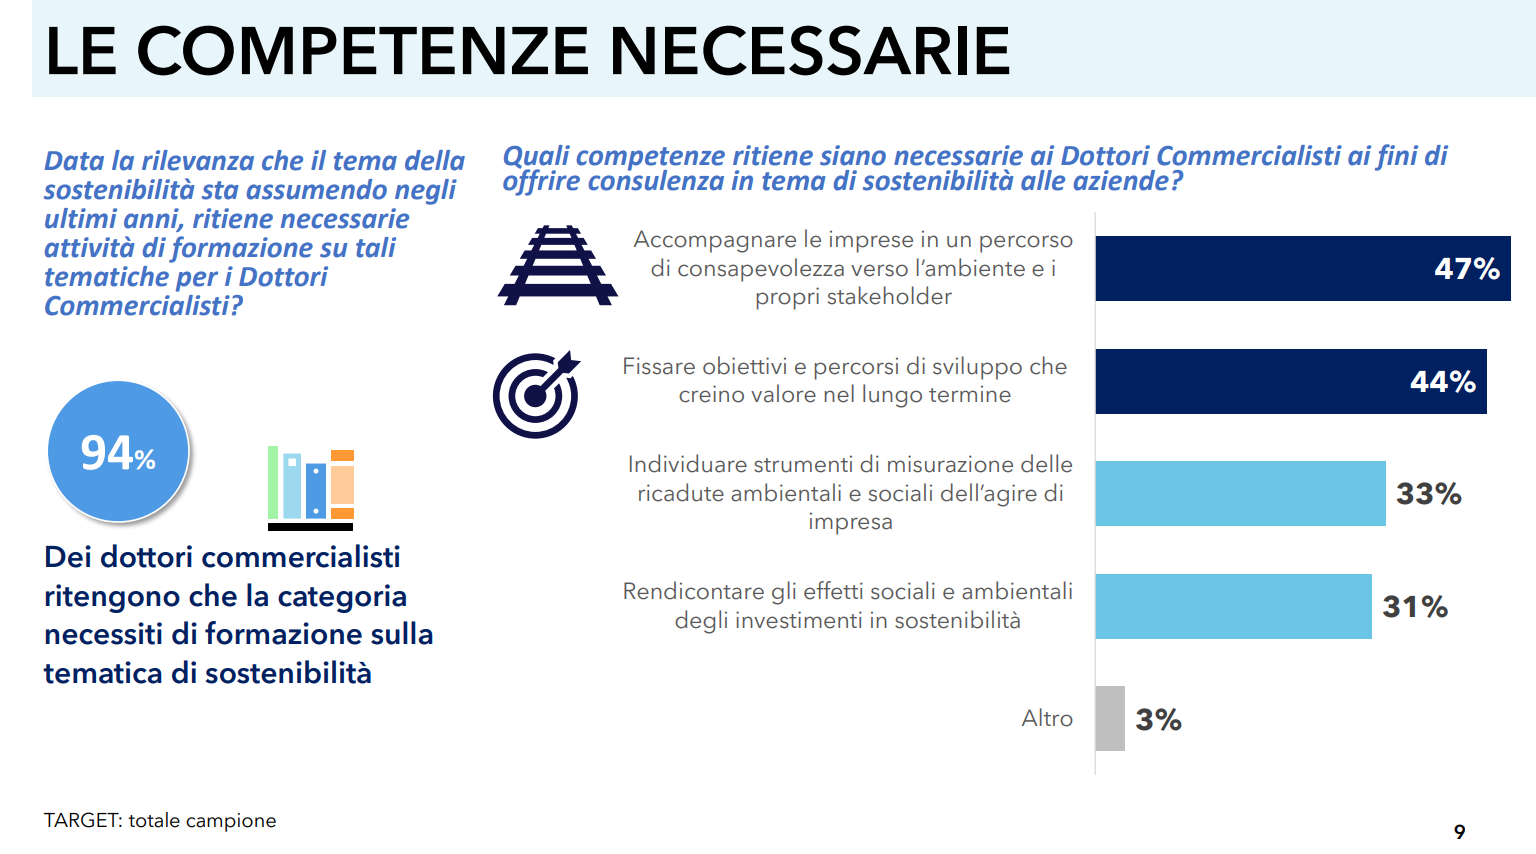 LE COMPETENZE NECESSARIE
Data la rilevanza che il tema della
sostenibilità sta assumendo negli
ultimi anni, ritiene necessarie
attività di formazione su tali
tematiche per i Dottori
Commercialisti?
94%
Dei dottori commercialisti
ritengono che la categoria
necessiti di formazione sulla
tematica di sostenibilità
Quali competenze ritiene siano necessarie ai Dottori Commercialisti ai fini di
offrire consulenza in tema di sostenibilità alle aziende?
Accompagnare le imprese in un percorso
di consapevolezza verso l'ambiente e i
propri stakeholder
47%
Fissare obiettivi e percorsi di sviluppo che
creino valore nel lungo termine
44%
Individuare strumenti di misurazione delle
ricadute ambientali e sociali dell'agire di
impresa
33%
Rendicontare gli effetti sociali e ambientali
degli investimenti in sostenibilità
31%
Altro
3%
TARGET: totale campione
9